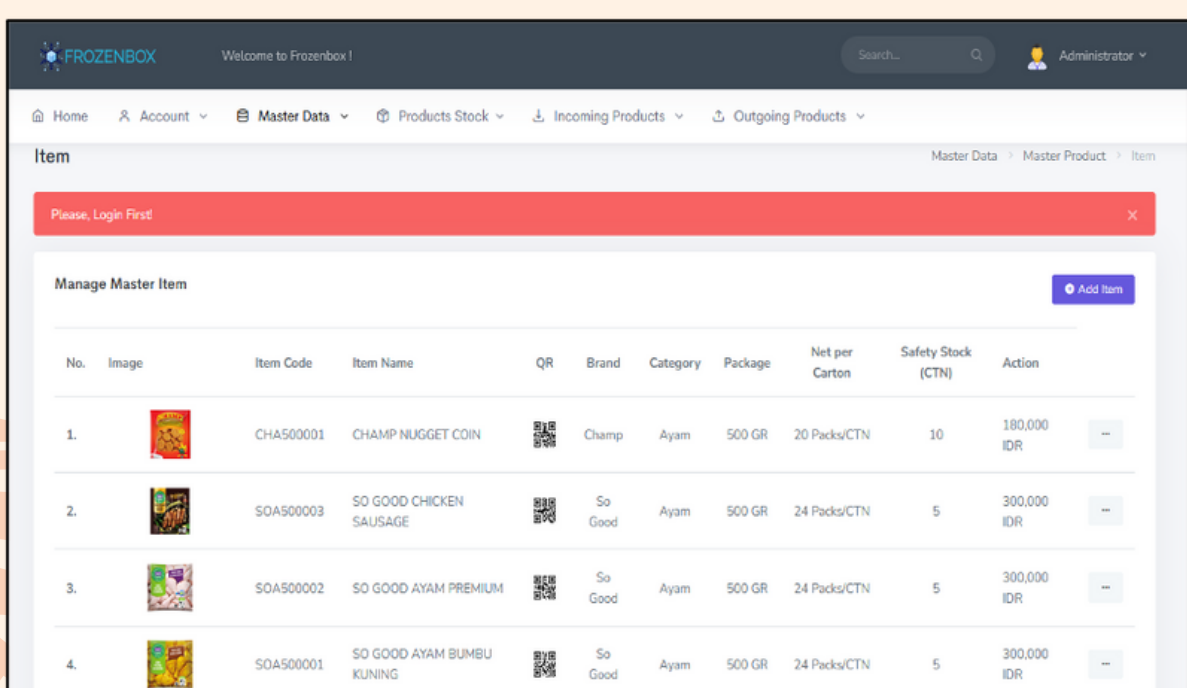 FROZENBOX Welcome to Frozenbox ! Search... Administrator
Home Account Master Data Products Stock Incoming Products Outgoing Products
Item Master Data > Master Product > Item
Please, Login First! ×
Manage Master Item Add Item
No. Image Item Code Item Name QR Brand Category Package Net per Carton Safety Stock (CTN) Action
1. CHA500001 CHAMP NUGGET COIN Champ Ayam 500 GR 20 Packs/CTN 10 180,000 IDR ...
2. SOA500003 SO GOOD CHICKEN SAUSAGE So Good Ayam 500 GR 24 Packs/CTN 5 300,000 IDR ...
3. SOA500002 SO GOOD AYAM PREMIUM So Good Ayam 500 GR 24 Packs/CTN 5 300,000 IDR ...
4. SOA500001 SO GOOD AYAM BUMBU KUNING So Good Ayam 500 GR 24 Packs/CTN 5 300,000 IDR ...